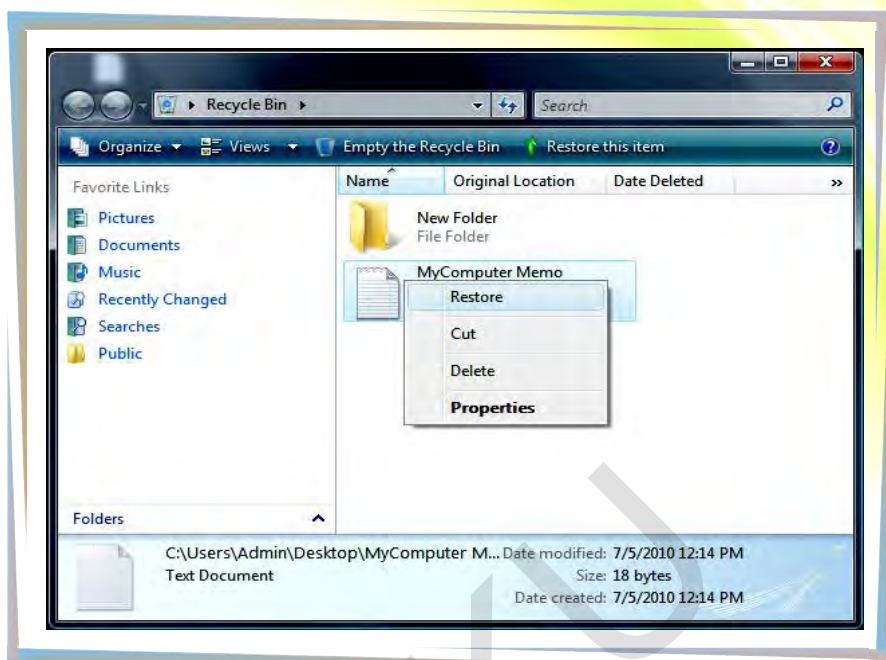 Recycle Bin
Search
Organize Views Empty the Recycle Bin Restore this item
Favorite Links
Pictures
Documents
Music
Recently Changed
Searches
Public
Folders
Name Original Location Date Deleted »
New Folder
File Folder
MyComputer Memo
Restore
Cut
Delete
Properties
C:\Users\Admin\Desktop\MyComputer M... Date modified: 7/5/2010 12:14 PM
Text Document Size: 18 bytes
Date created: 7/5/2010 12:14 PM